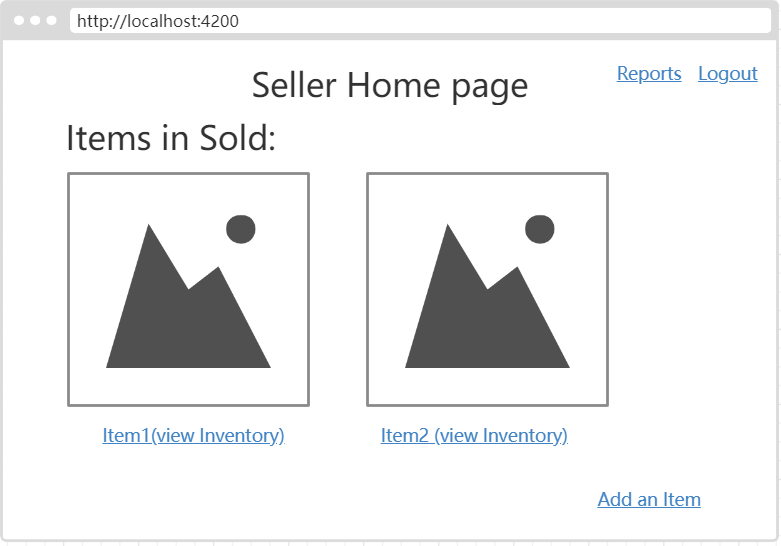 http://localhost:4200
Reports Logout
Seller Home page
Items in Sold:
Item1(view Inventory) Item2 (view Inventory)
Add an Item